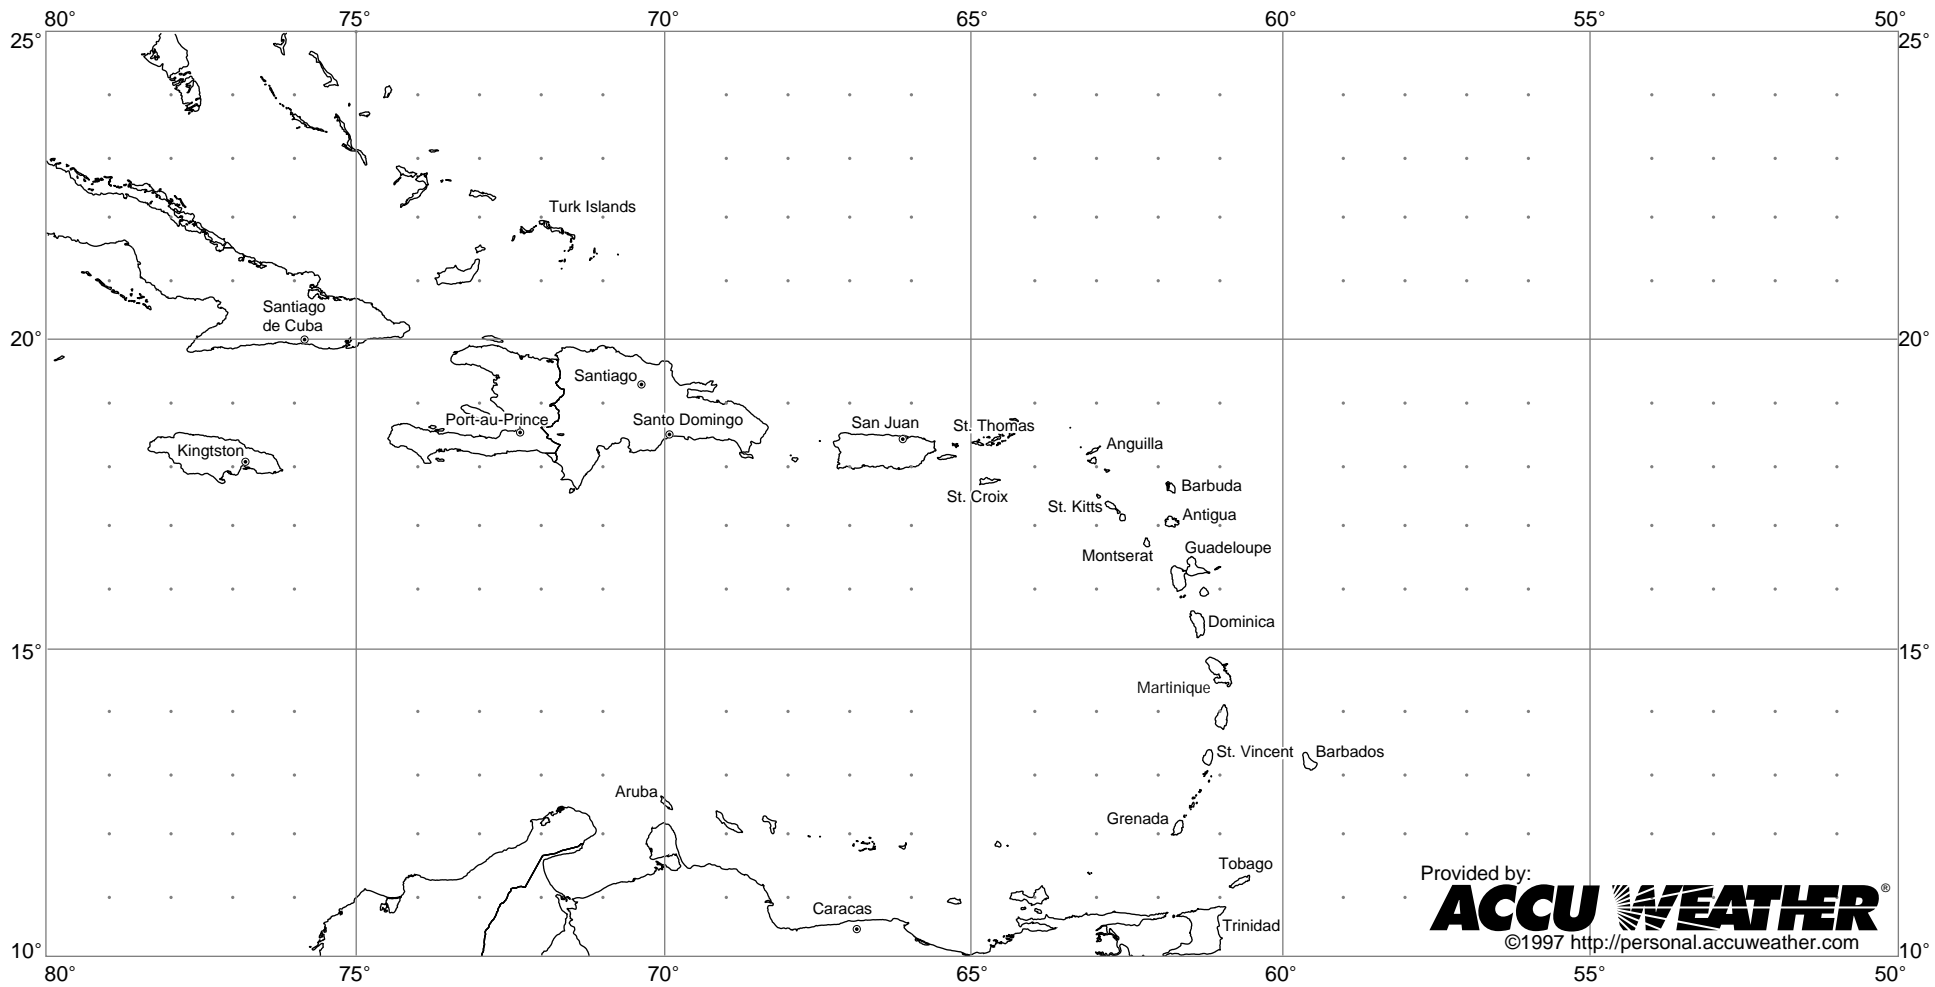 80° 75° 70° 65° 60° 55° 50°
25° 25°
Turk Islands
Santiago
de Cuba
20° 20°
Santiago
Port-au-Prince Santo Domingo San Juan St. Thomas
Kingtston Anguilla
St. Croix Barbuda
St. Kitts Antigua
Montserat Guadeloupe
Dominica
15° 15°
Martinique
St. Vincent Barbados
Aruba
Grenada
Tobago
Provided by:
ACCU WEATHER®
Caracas
Trinidad
©1997 http://personal.accuweather.com
10° 10°
80° 75° 70° 65° 60° 55° 50°